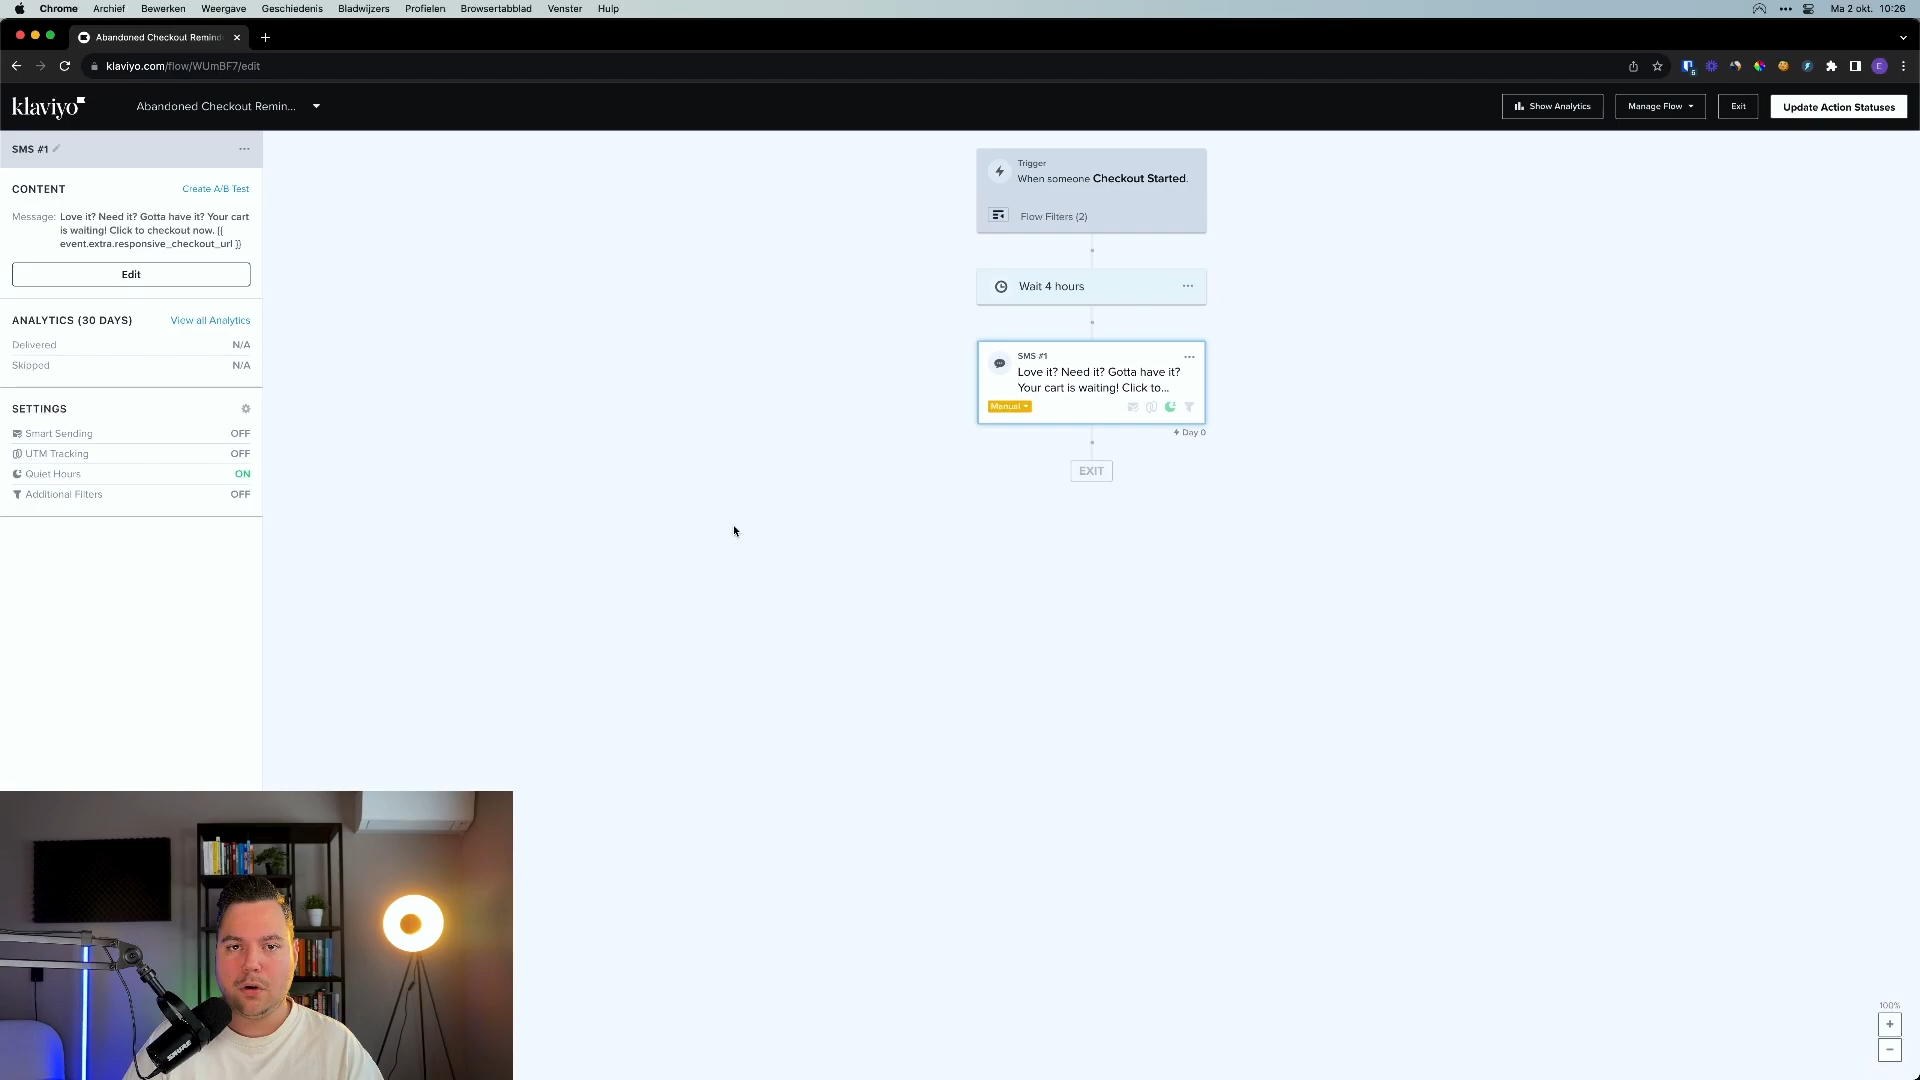 Chrome Archief Bewerken Weergave Geschiedenis Bladwijzers Profielen Browsertabblad Venster Hulp Ma 2 okt. 10:26
Abandoned Checkout Remind
klaviyo.com/flow/WUmBF7/edit
klaviyo Abandoned Checkout Remin... Show Analytics Manage Flow Exit Update Action Statuses
SMS #1
CONTENT Create A/B Test
Message: Love it? Need it? Gotta have it? Your cart
is waiting! Click to checkout now. {{
event.extra.responsive_checkout_url }}
Edit
ANALYTICS (30 DAYS) View all Analytics
Delivered N/A
Skipped N/A
SETTINGS
Smart Sending OFF
UTM Tracking OFF
Quiet Hours ON
Additional Filters OFF
Trigger
When someone Checkout Started.
Flow Filters (2)
Wait 4 hours
SMS #1
Love it? Need it? Gotta have it?
Your cart is waiting! Click to...
Manual
Day 0
EXIT
SHURE
100%